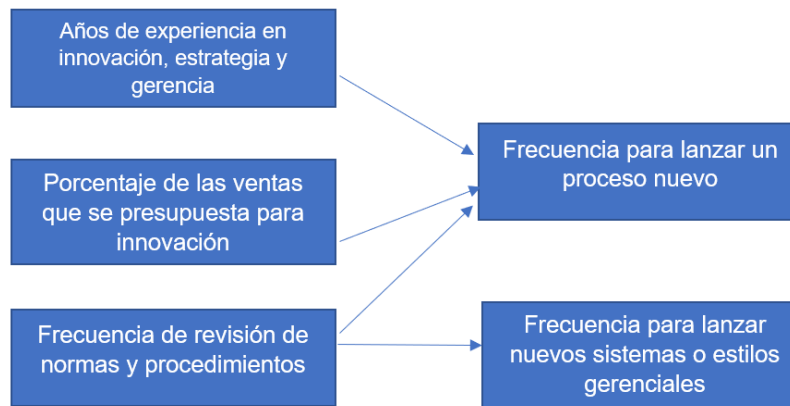 Años de experiencia en
innovación, estrategia y
gerencia
Porcentaje de las ventas
que se presupuesta para
innovación
Frecuencia de revisión de
normas y procedimientos
Frecuencia para lanzar un
proceso nuevo
Frecuencia para lanzar
nuevos sistemas o estilos
gerenciales